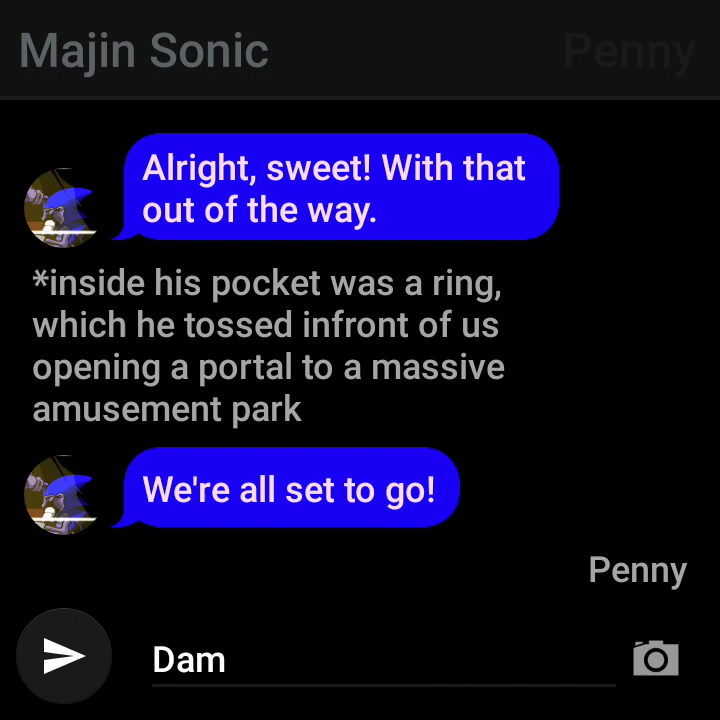 Majin Sonic
Penny
Alright, sweet! With that
out of the way.
*inside his pocket was a ring,
which he tossed infront of us
opening a portal to a massive
amusement park
We're all set to go!
Penny
Dam